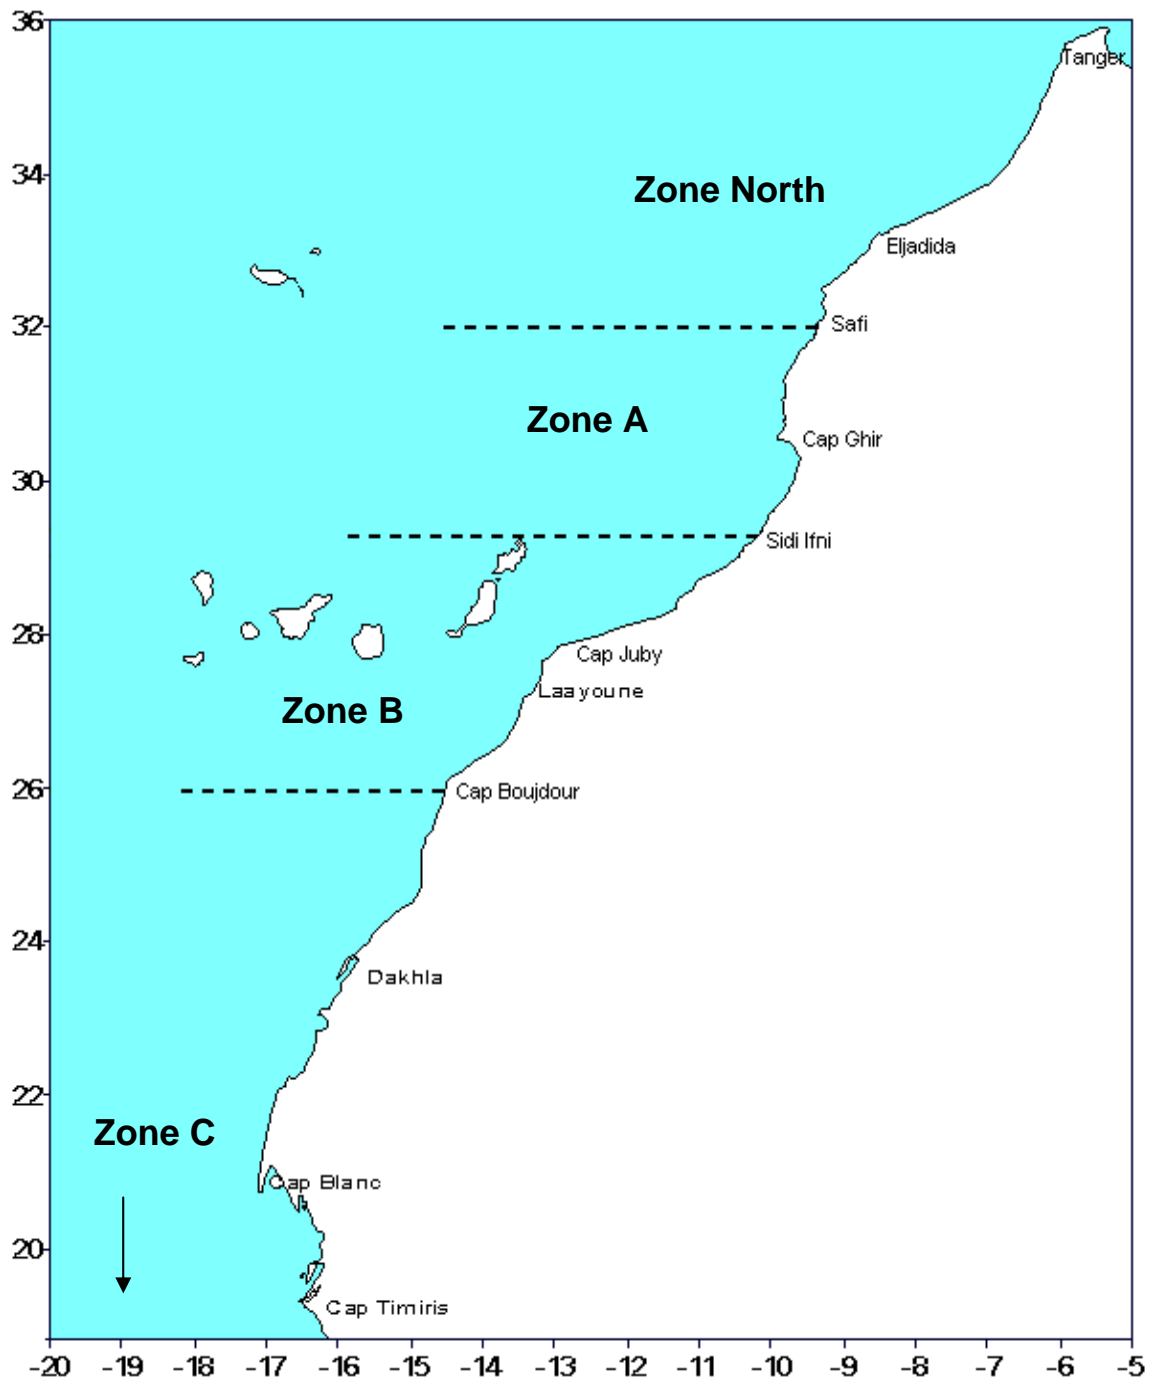 36
Tanger
34
Zone North
Eljadida
32
Safi
Zone A
Cap Ghir
30
Sidi Ifni
28
Cap Juby
Laayoune
Zone B
26
Cap Boujdour
24
Dakhla
22
Zone C
Cap Blanc
20
Cap Timiris
-20 -19 -18 -17 -16 -15 -14 -13 -12 -11 -10 -9 -8 -7 -6 -5